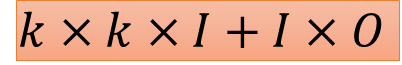 k × k × I + I × O